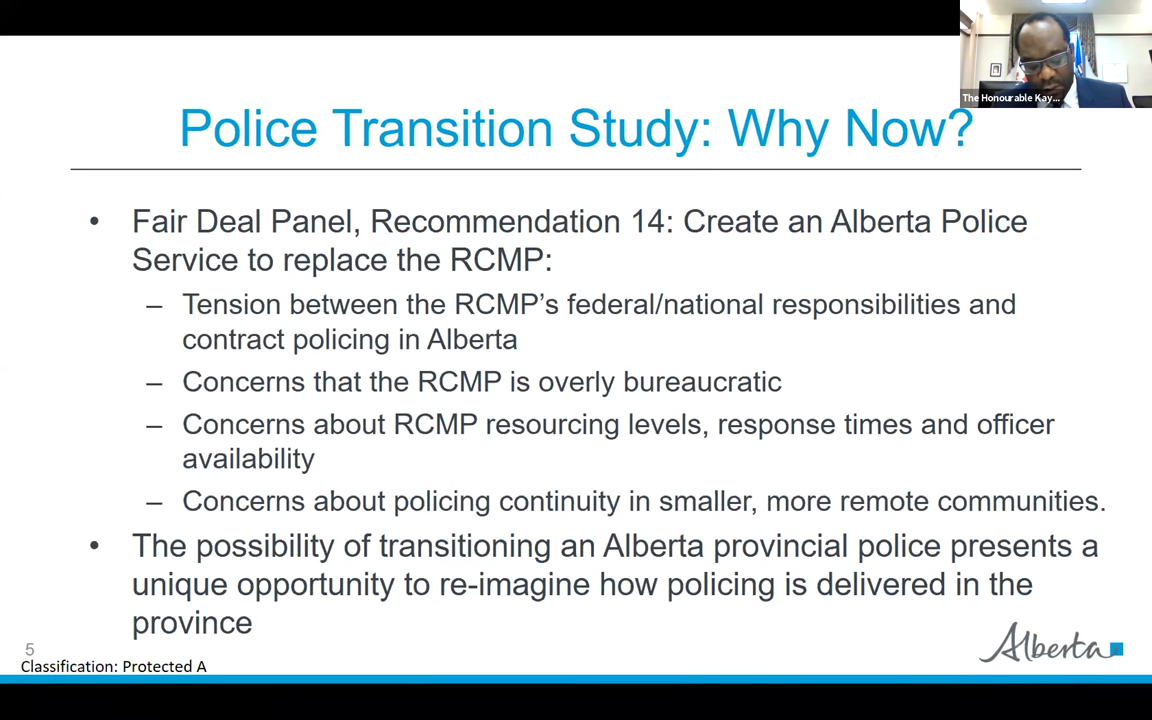 The Honourable Kay...
Police Transition Study: Why Now?
• Fair Deal Panel, Recommendation 14: Create an Alberta Police
Service to replace the RCMP:
– Tension between the RCMP’s federal/national responsibilities and
contract policing in Alberta
– Concerns that the RCMP is overly bureaucratic
– Concerns about RCMP resourcing levels, response times and officer
availability
– Concerns about policing continuity in smaller, more remote communities.
• The possibility of transitioning an Alberta provincial police presents a
unique opportunity to re-imagine how policing is delivered in the
province
5
Classification: Protected A
Alberta